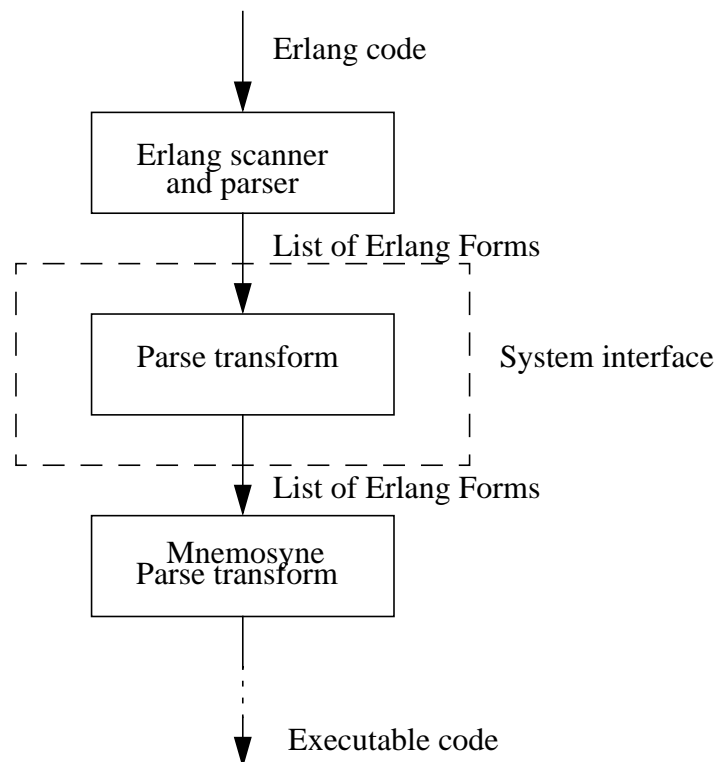 Erlang code
Erlang scanner
and parser
List of Erlang Forms
Parse transform
System interface
List of Erlang Forms
Mnemosyne
Parse transform
Executable code